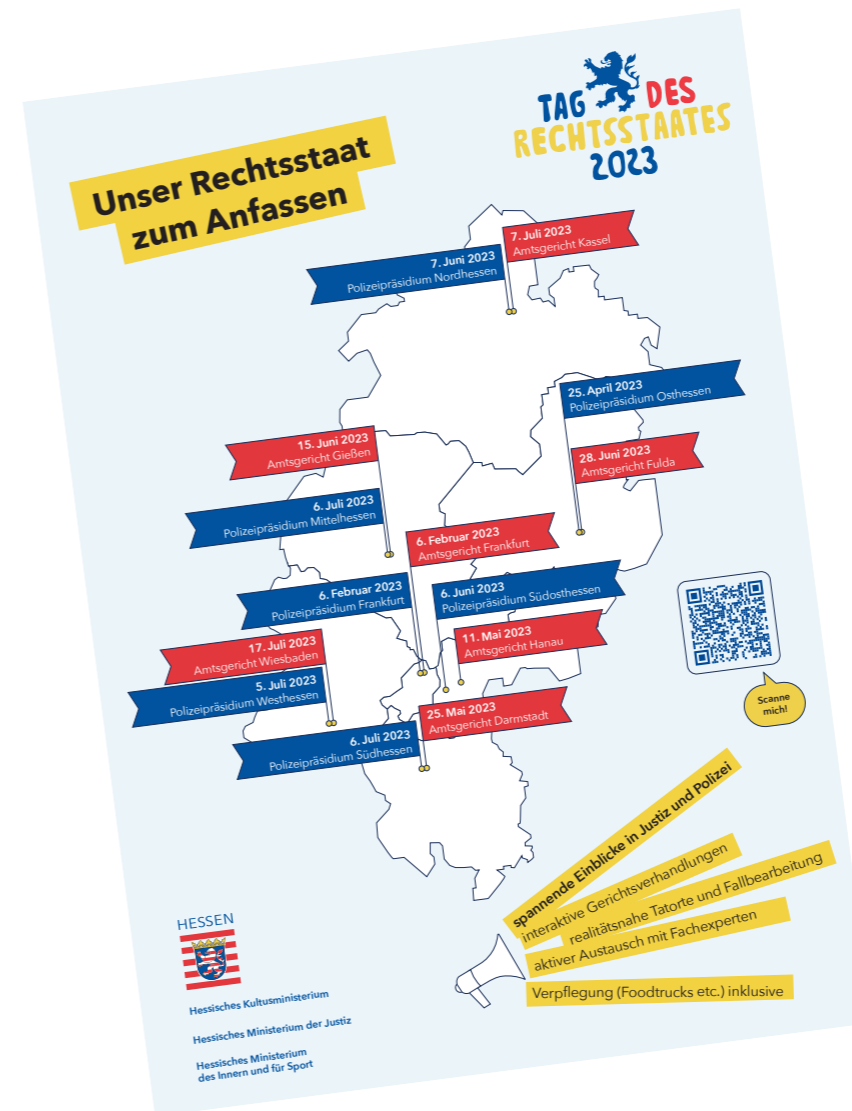 TAG DES
RECHTSSTAATES
2023
Unser Rechtsstaat
zum Anfassen
7. Juli 2023
Amtsgericht Kassel
7. Juni 2023
Polizeipräsidium Nordhessen
25. April 2023
Polizeipräsidium Osthessen
15. Juni 2023
Amtsgericht Gießen
28. Juni 2023
Amtsgericht Fulda
6. Juli 2023
Polizeipräsidium Mittelhessen
6. Februar 2023
Amtsgericht Frankfurt
6. Februar 2023
Polizeipräsidium Frankfurt
6. Juni 2023
Polizeipräsidium Südosthessen
17. Juli 2023
Amtsgericht Wiesbaden
11. Mai 2023
Amtsgericht Hanau
5. Juli 2023
Polizeipräsidium Westhessen
25. Mai 2023
Amtsgericht Darmstadt
6. Juli 2023
Polizeipräsidium Südhessen
Scanne
mich!
spannende Einblicke in Justiz und Polizei
interaktive Gerichtsverhandlungen
realitätsnahe Tatorte und Fallbearbeitung
aktiver Austausch mit Fachexperten
Verpflegung (Foodtrucks etc.) inklusive
HESSEN
Hessisches Kultusministerium
Hessisches Ministerium der Justiz
Hessisches Ministerium
des Innern und für Sport